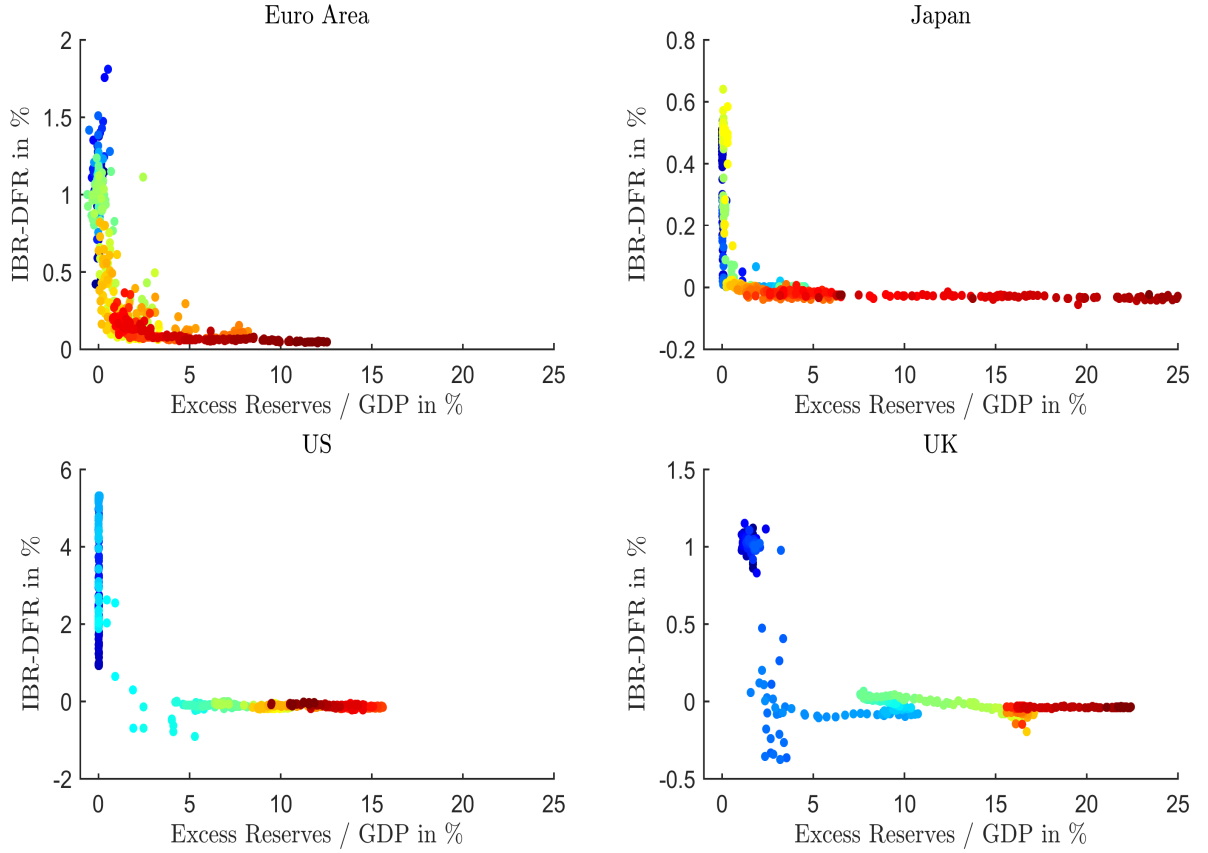 Euro Area
2
1.5
1
0.5
0
IBR-DFR in %
0 5 10 15 20 25
Excess Reserves / GDP in %
Japan
0.8
0.6
0.4
0.2
0
-0.2
IBR-DFR in %
0 5 10 15 20 25
Excess Reserves / GDP in %
US
6
4
2
0
-2
IBR-DFR in %
0 5 10 15 20 25
Excess Reserves / GDP in %
UK
1.5
1
0.5
0
-0.5
IBR-DFR in %
0 5 10 15 20 25
Excess Reserves / GDP in %